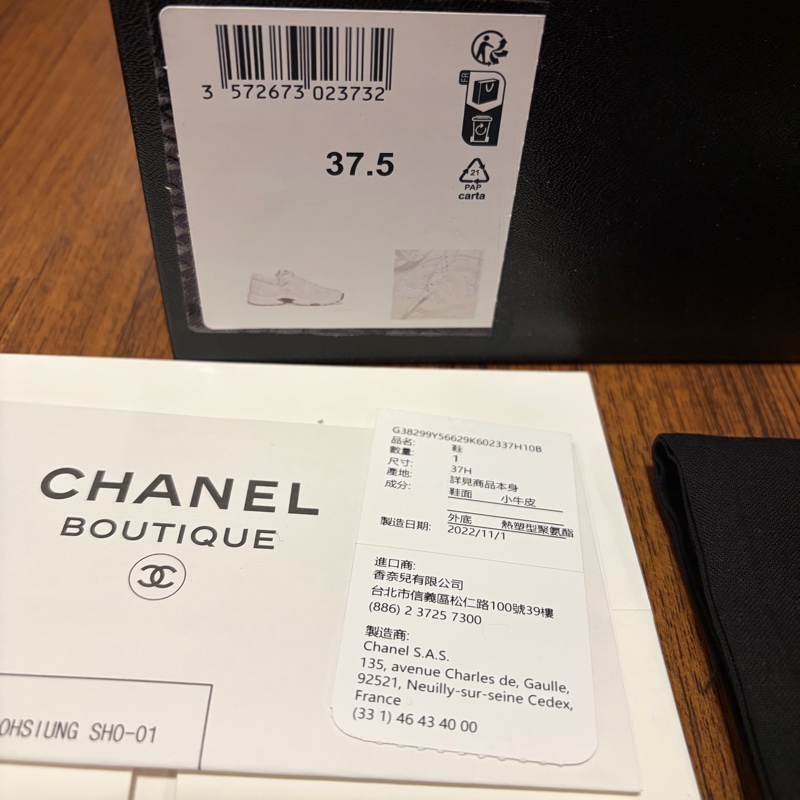 3 572673 023732
37.5
FR
21
PAP
carta
CHANEL
BOUTIQUE
OHSIUNG SHO-01
G38299Y56629K602337H10B
品名: 鞋
數量: 1
尺寸: 37H
產地: 詳見商品本身
成分: 鞋面 小牛皮
外底 熱塑型聚氨酯
製造日期: 2022/11/1
進口商:
香奈兒有限公司
台北市信義區松仁路100號39樓
(886) 2 3725 7300
製造商:
Chanel S.A.S.
135, avenue Charles de, Gaulle,
92521, Neuilly-sur-seine Cedex,
France
(33 1) 46 43 40 00